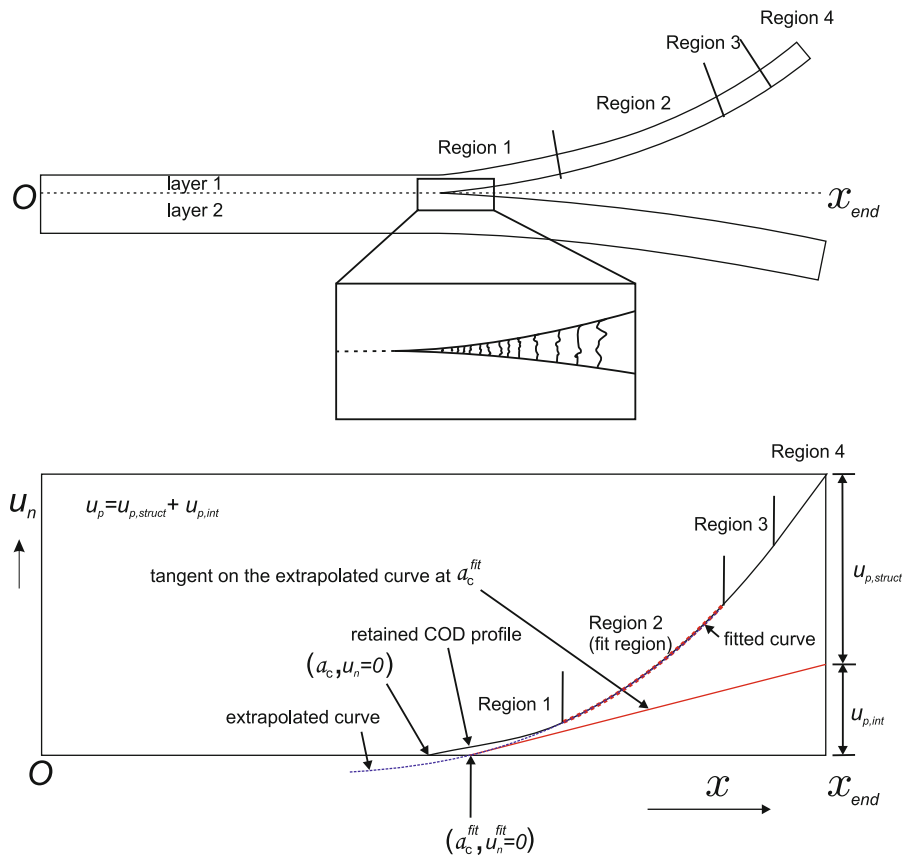 Region 4
Region 3
Region 2
Region 1
layer 1
layer 2
O
x_end
Region 4
u_n
u_p=u_p,struct+ u_p,int
Region 3
tangent on the extrapolated curve at a_c^fit
u_p,struct
Region 2
(fit region)
fitted curve
retained COD profile
(a_c,u_n=0)
Region 1
extrapolated curve
u_p,int
O
x
x_end
(a_c^fit,u_n^fit=0)